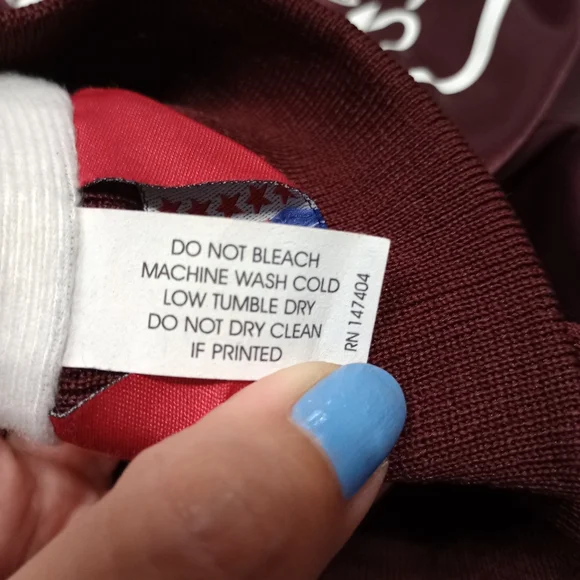 DO NOT BLEACH
MACHINE WASH COLD
LOW TUMBLE DRY
DO NOT DRY CLEAN
IF PRINTED
RN 147404